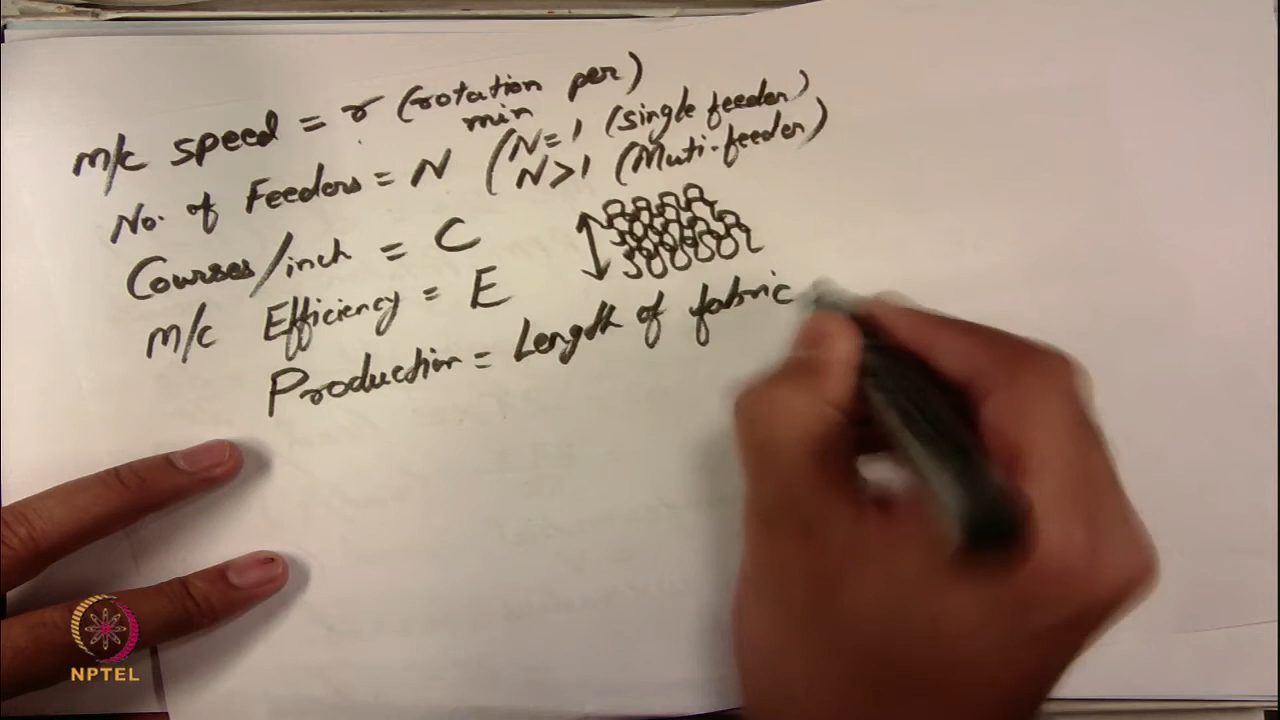 m/c speed = r (rotation per min)
No. of Feeders = N (N=1 (single feeder)
N>1 (Muti-feeder)
Courses/inch = C
m/c Efficiency = E
Production = Length of fabric
NPTEL